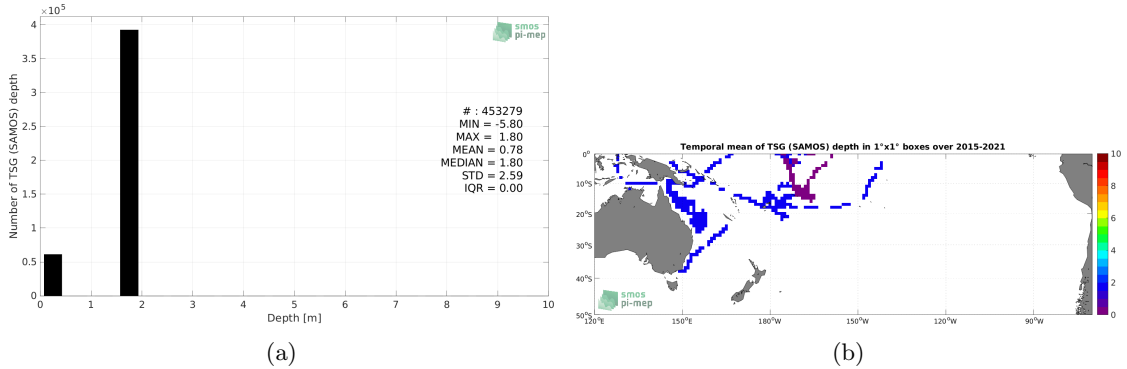 ×10⁵
4
3.5
3
2.5
2
1.5
1
0.5
0
Number of TSG (SAMOS) depth
smos
pi-mep
# : 453279
MIN = -5.80
MAX = 1.80
MEAN = 0.78
MEDIAN = 1.80
STD = 2.59
IQR = 0.00
0 1 2 3 4 5 6 7 8 9 10
Depth [m]
(a)
Temporal mean of TSG (SAMOS) depth in 1°x1° boxes over 2015-2021
0°
10°S
20°S
30°S
40°S
50°S
120°E 150°E 180°W 150°W 120°W 90°W
smos
pi-mep
10
8
6
4
2
0
(b)